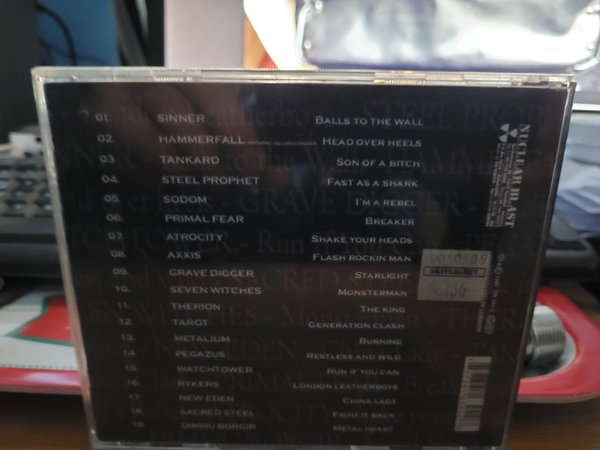 01. SINNER BALLS TO THE WALL
02. HAMMERFALL HEAD OVER HEELS
03. TANKARD SON OF A BITCH
04. STEEL PROPHET FAST AS A SHARK
05. SODOM I'M A REBEL
06. PRIMAL FEAR BREAKER
07. ATROCITY SHAKE YOUR HEADS
08. AXXIS FLASH ROCKIN MAN
09. GRAVE DIGGER STARLIGHT
10. SEVEN WITCHES MONSTERMAN
11. THERION THE KING
12. TAROT GENERATION CLASH
13. METALIUM BURNING
14. PEGAZUS RESTLESS AND WILD
15. WATCHTOWER RUN IF YOU CAN
16. RYKERS LONDON LEATHERBOYS
17. NEW EDEN CHINA LADY
18. SACRED STEEL FIGHT IT BACK
19. DIMMU BORGIR METAL HEART
NUCLEAR BLAST